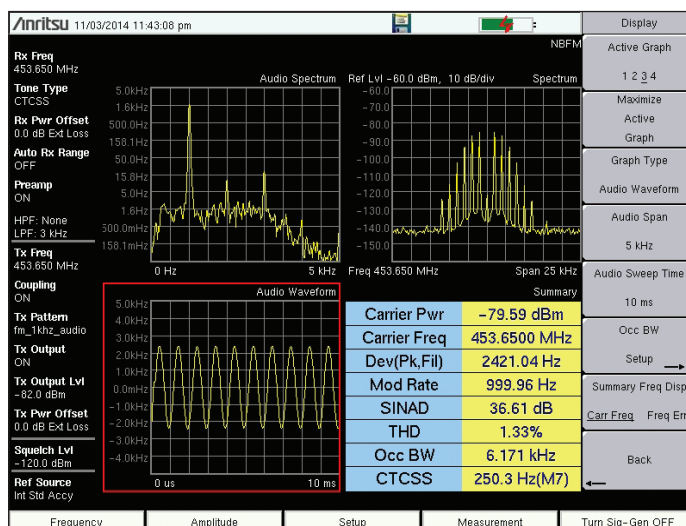 Anritsu 11/03/2014 11:43:08 pm
NBFM
Rx Freq
453.650 MHz
Tone Type
CTCSS
Rx Pwr Offset
0.0 dB Ext Loss
Auto Rx Range
OFF
Preamp
ON
HPF: None
LPF: 3 kHz
Tx Freq
453.650 MHz
Coupling
ON
Tx Pattern
fm_1khz_audio
Tx Output
ON
Tx Output Lvl
-82.0 dBm
Tx Pwr Offset
0.0 dB Ext Loss
Squelch Lvl
-120.0 dBm
Ref Source
Int Std Accy
Audio Spectrum
5.0kHz
1.6kHz
500.0Hz
158.1Hz
50.0Hz
15.8Hz
5.0Hz
1.6Hz
500.0mHz
158.1mHz
0 Hz 5 kHz
Ref Lvl -60.0 dBm, 10 dB/div Spectrum
-60.0
-70.0
-80.0
-90.0
-100.0
-110.0
-120.0
-130.0
-140.0
-150.0
Freq 453.650 MHz Span 25 kHz
Audio Waveform
5.0kHz
4.0kHz
3.0kHz
2.0kHz
1.0kHz
0.0mHz
-1.0kHz
-2.0kHz
-3.0kHz
-4.0kHz
0 us 10 ms
Summary
Carrier Pwr -79.59 dBm
Carrier Freq 453.6500 MHz
Dev(Pk,Fil) 2421.04 Hz
Mod Rate 999.96 Hz
SINAD 36.61 dB
THD 1.33%
Occ BW 6.171 kHz
CTCSS 250.3 Hz(M7)
Display
Active Graph
1 2 3 4
Maximize
Active
Graph
Graph Type
Audio Waveform
Audio Span
5 kHz
Audio Sweep Time
10 ms
Occ BW
Setup
Summary Freq Disp
Carr Freq Freq Err
Back
Frequency Amplitude Setup Measurement Turn Sig-Gen OFF